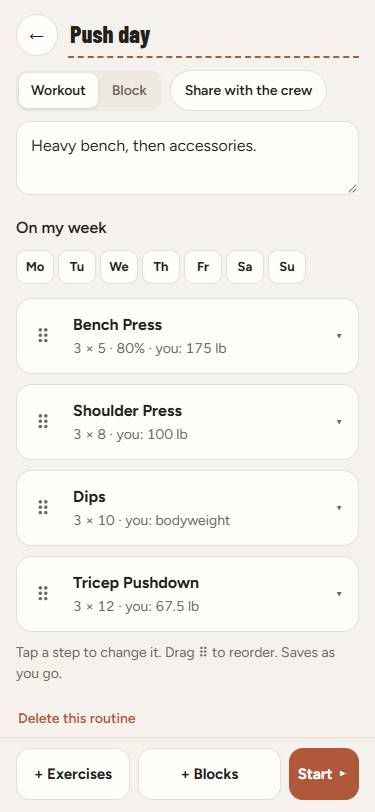 ←
Push day
Workout
Block
Share with the crew
Heavy bench, then accessories.
On my week
Mo
Tu
We
Th
Fr
Sa
Su
Bench Press
3 × 5 · 80% · you: 175 lb
Shoulder Press
3 × 8 · you: 100 lb
Dips
3 × 10 · you: bodyweight
Tricep Pushdown
3 × 12 · you: 67.5 lb
Tap a step to change it. Drag ⠿ to reorder. Saves as
you go.
Delete this routine
+ Exercises
+ Blocks
Start ▸